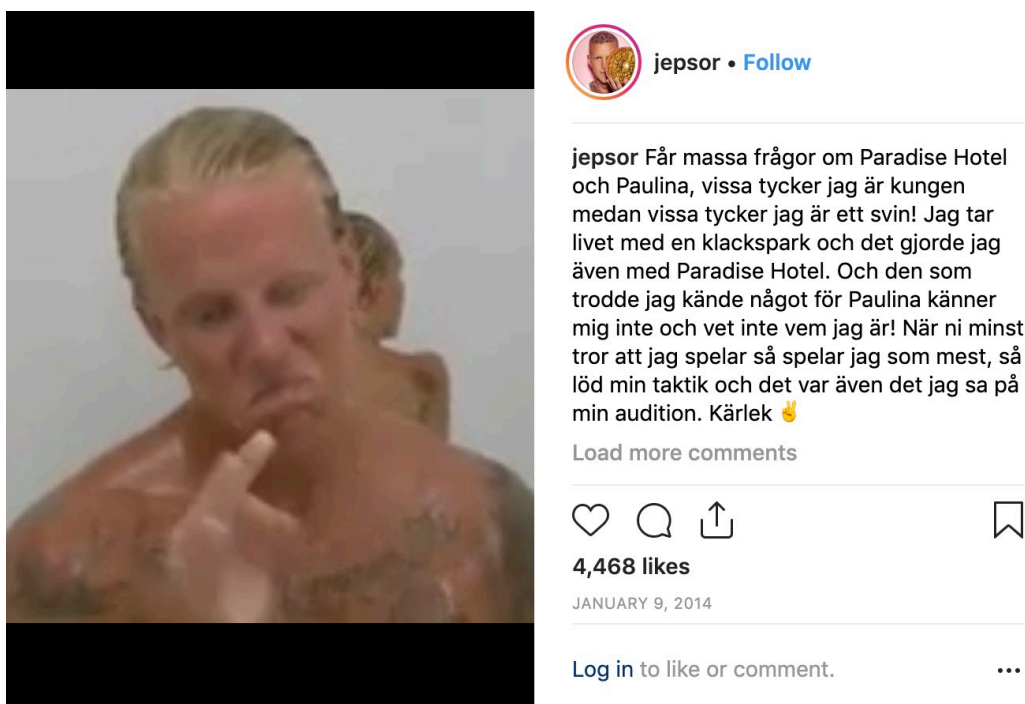 jepsor • Follow
jepsor Får massa frågor om Paradise Hotel
och Paulina, vissa tycker jag är kungen
medan vissa tycker jag är ett svin! Jag tar
livet med en klackspark och det gjorde jag
även med Paradise Hotel. Och den som
trodde jag kände något för Paulina känner
mig inte och vet inte vem jag är! När ni minst
tror att jag spelar så spelar jag som mest, så
löd min taktik och det var även det jag sa på
min audition. Kärlek ✌️
Load more comments
4,468 likes
JANUARY 9, 2014
Log in to like or comment.